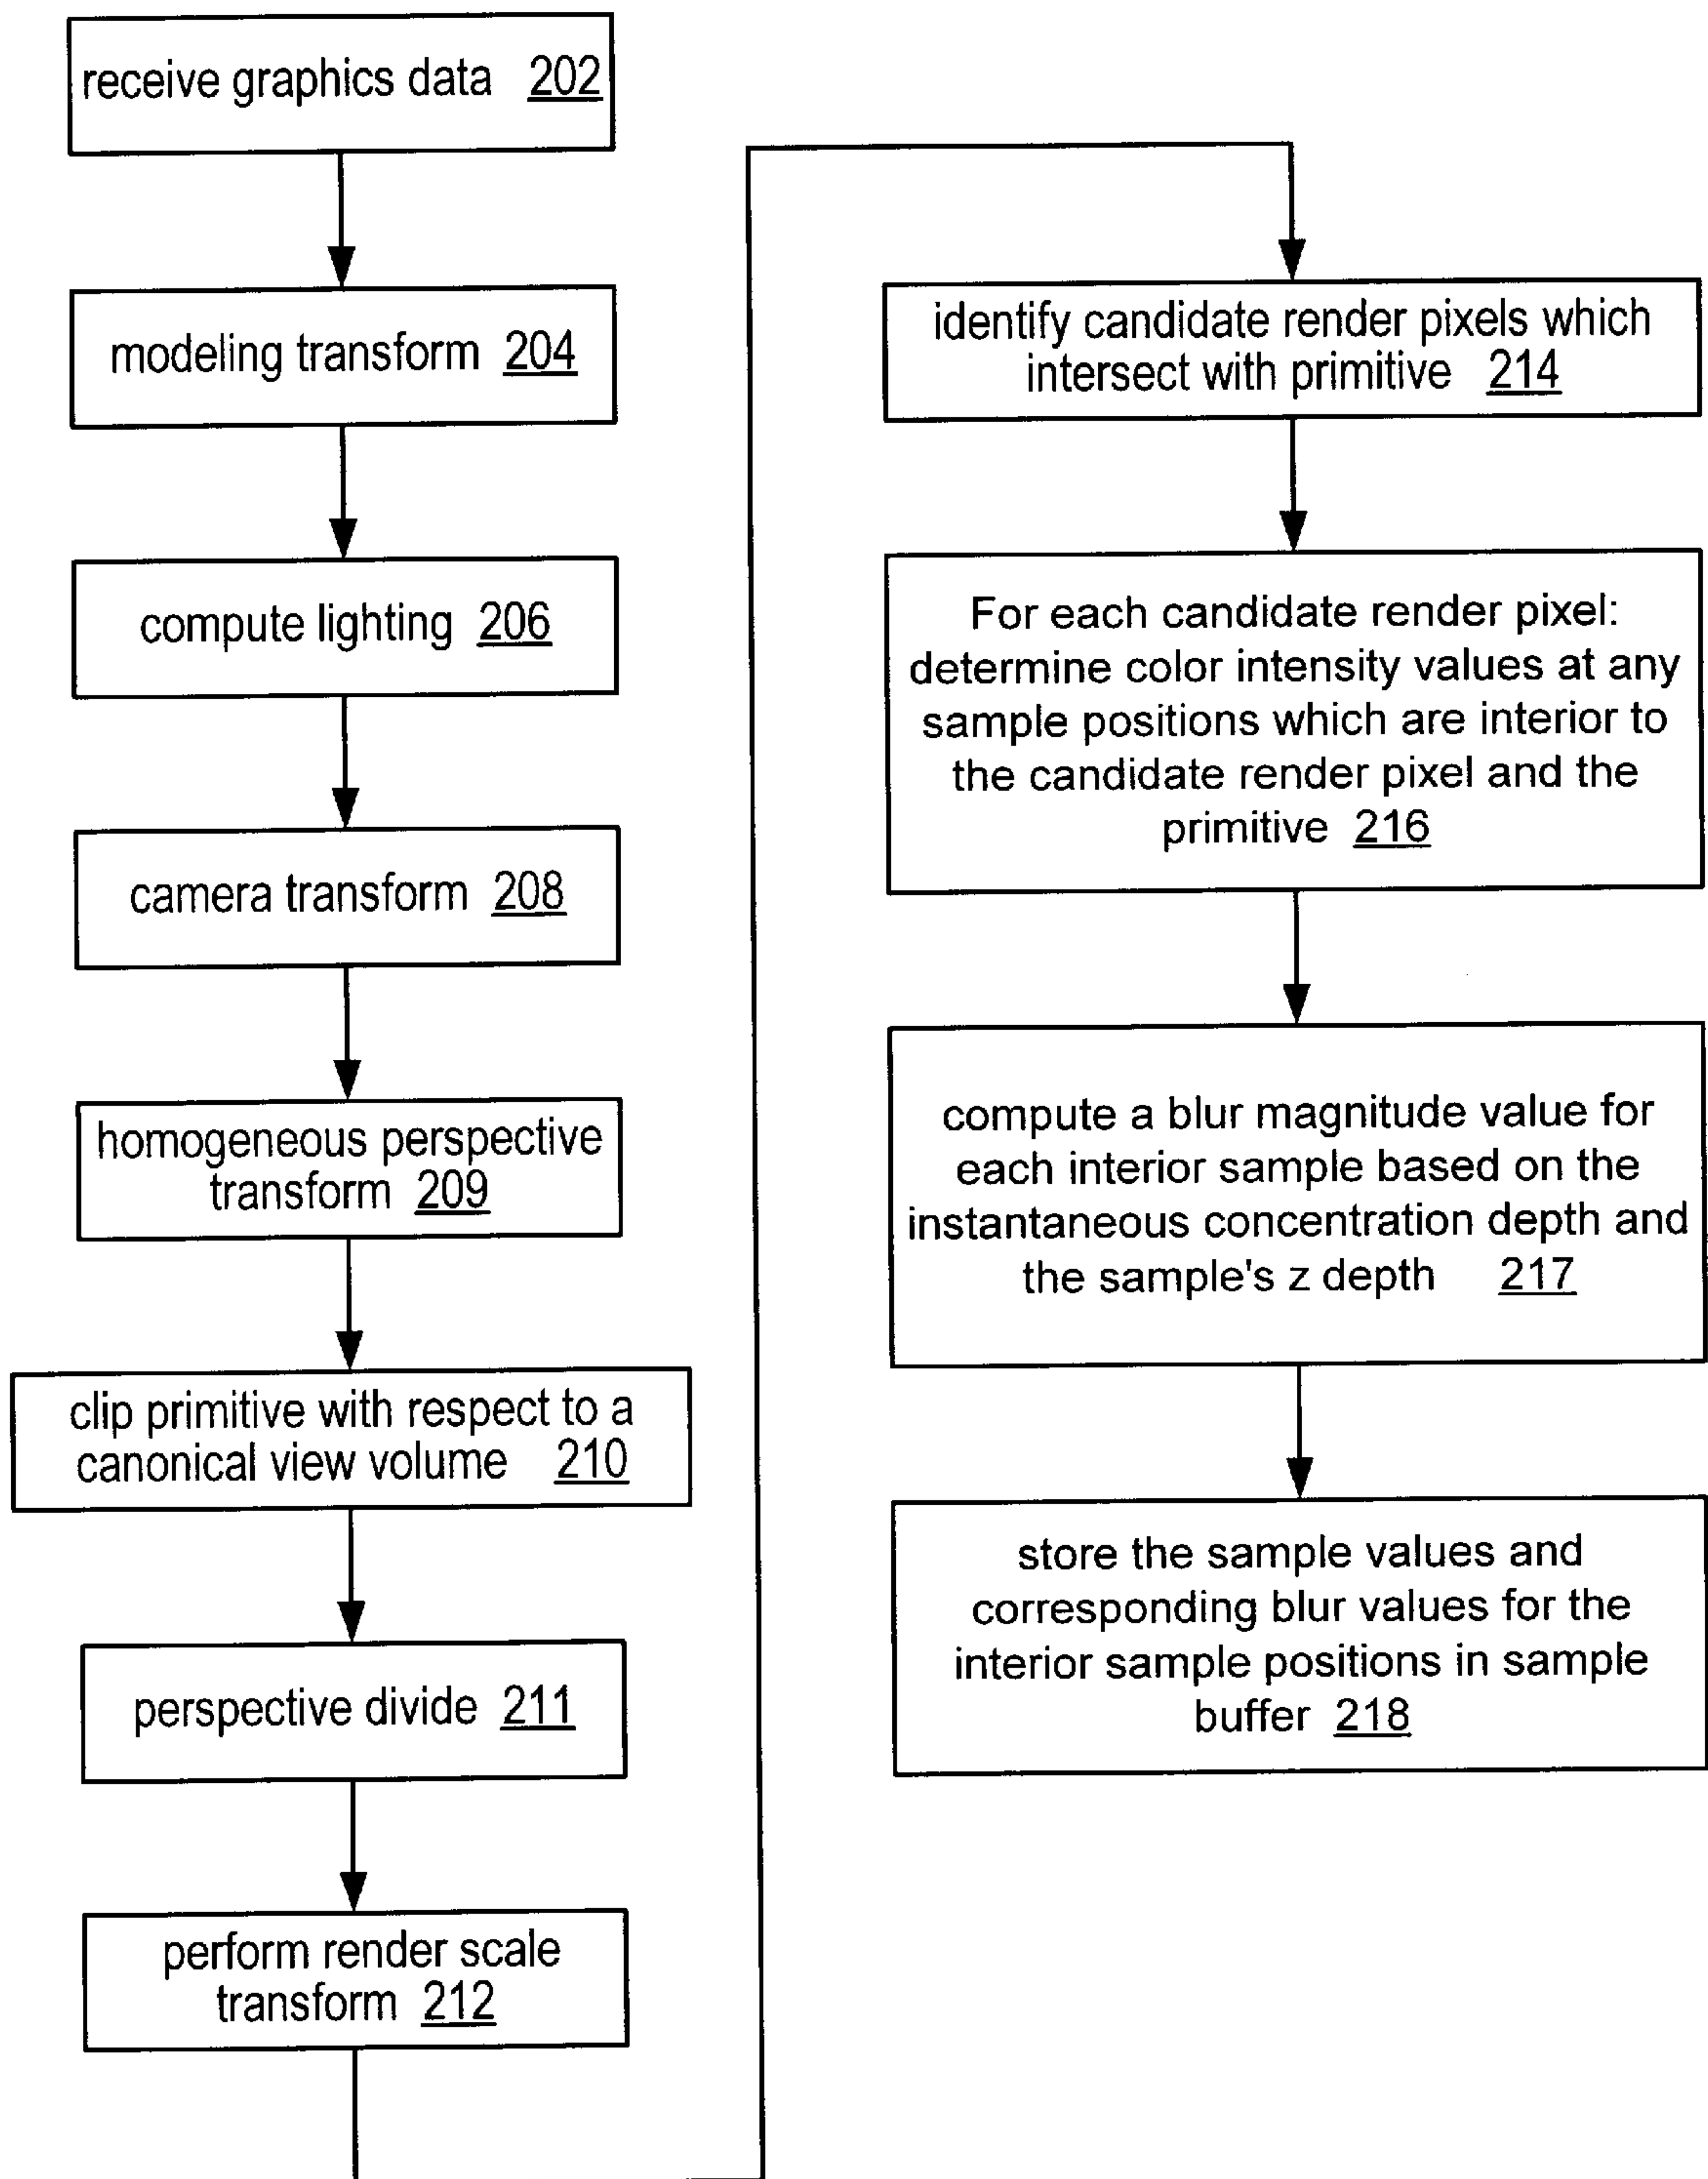 receive graphics data 202
modeling transform 204
compute lighting 206
camera transform 208
homogeneous perspective
transform 209
clip primitive with respect to a
canonical view volume 210
perspective divide 211
perform render scale
transform 212
identify candidate render pixels which
intersect with primitive 214
For each candidate render pixel:
determine color intensity values at any
sample positions which are interior to
the candidate render pixel and the
primitive 216
compute a blur magnitude value for
each interior sample based on the
instantaneous concentration depth and
the sample's z depth 217
store the sample values and
corresponding blur values for the
interior sample positions in sample
buffer 218